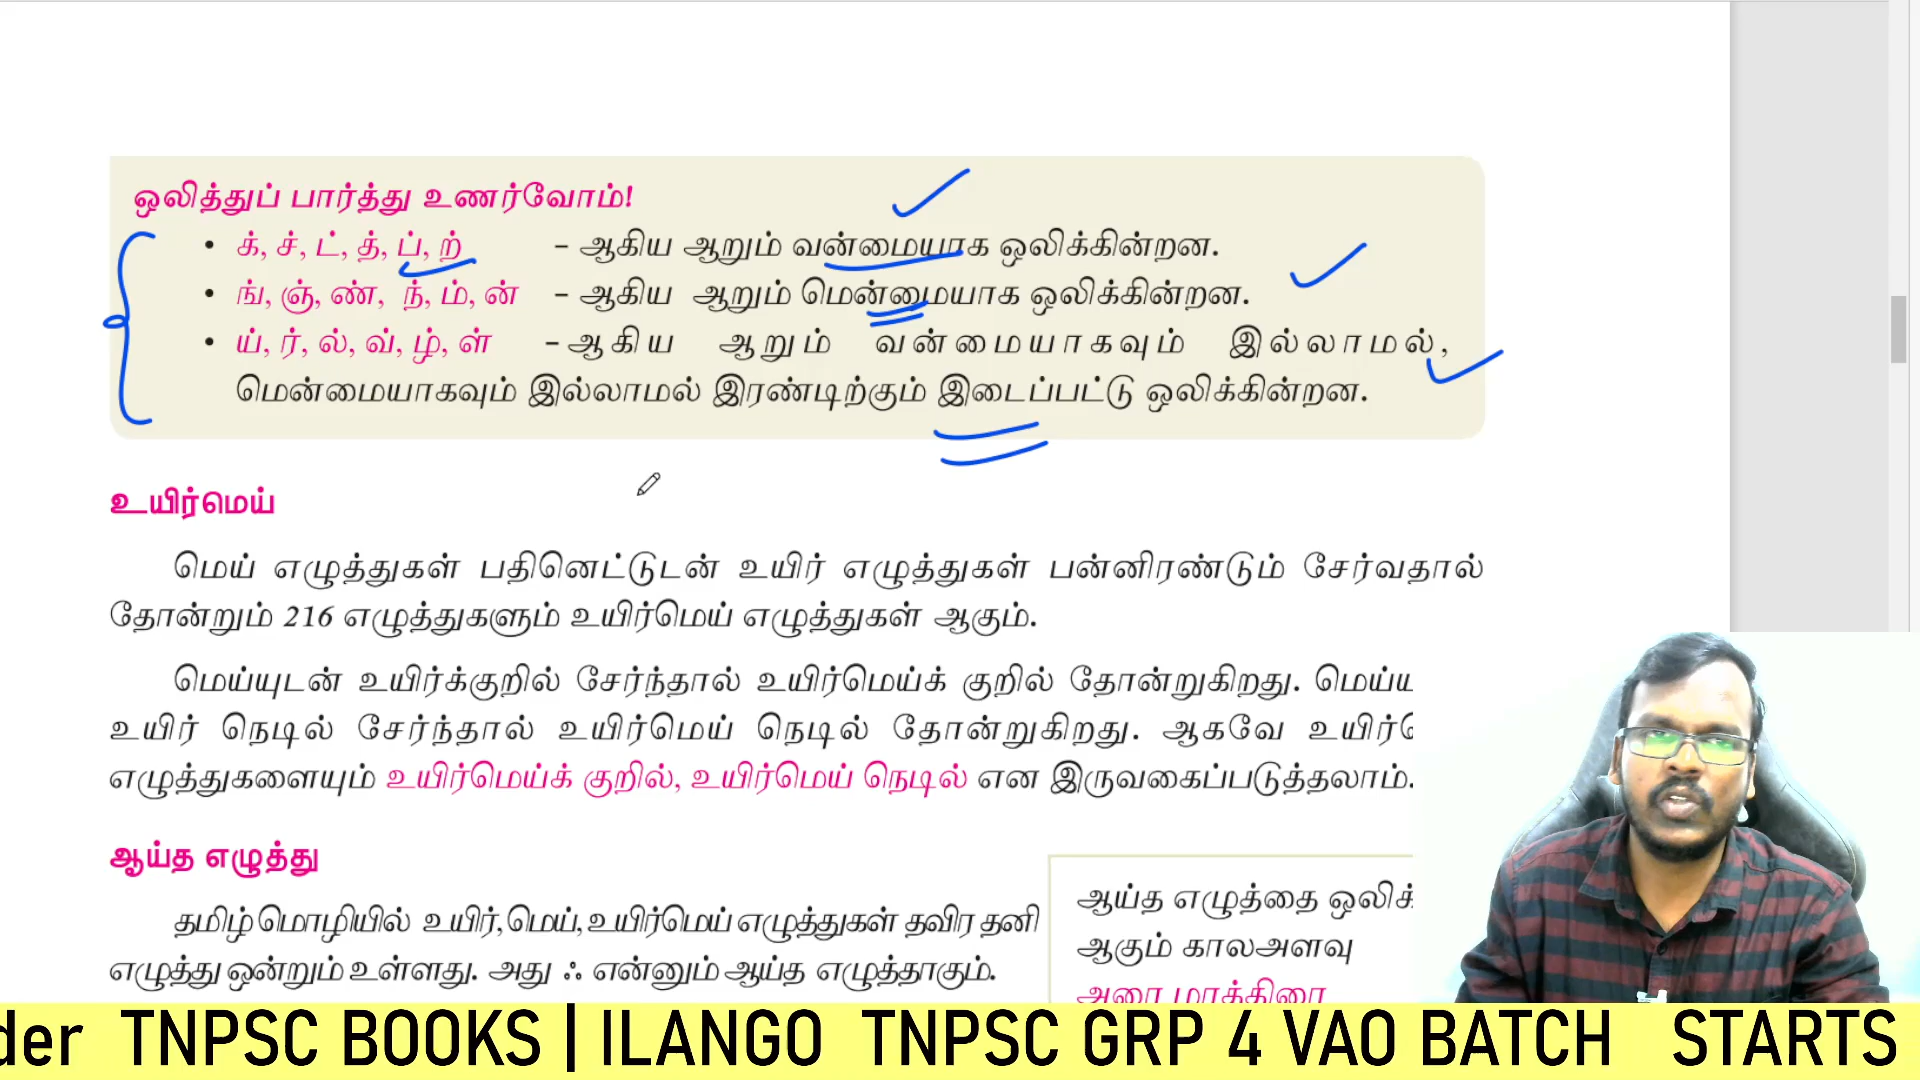 ஒலித்துப் பார்த்து உணர்வோம்!
• க், ச், ட், த், ப், ற் – ஆகிய ஆறும் வன்மையாக ஒலிக்கின்றன.
• ங், ஞ், ண், ந், ம், ன் – ஆகிய ஆறும் மென்மையாக ஒலிக்கின்றன.
• ய், ர், ல், வ், ழ், ள் – ஆகிய ஆறும் வன்மையாகவும் இல்லாமல்,
மென்மையாகவும் இல்லாமல் இரண்டிற்கும் இடைப்பட்டு ஒலிக்கின்றன.
உயிர்மெய்
மெய் எழுத்துகள் பதினெட்டுடன் உயிர் எழுத்துகள் பன்னிரண்டும் சேர்வதால்
தோன்றும் 216 எழுத்துகளும் உயிர்மெய் எழுத்துகள் ஆகும்.
மெய்யுடன் உயிர்க்குறில் சேர்ந்தால் உயிர்மெய்க் குறில் தோன்றுகிறது.
உயிர் நெடில் சேர்ந்தால் உயிர்மெய் நெடில் தோன்றுகிறது. ஆகவே
எழுத்துகளையும் உயிர்மெய்க் குறில், உயிர்மெய் நெடில் என இருவகைப்படுத்தலாம்.
ஆய்த எழுத்து
தமிழ் மொழியில் உயிர், மெய், உயிர்மெய் எழுத்துகள் தவிர தனி
எழுத்து ஒன்றும் உள்ளது. அது ஃ என்னும் ஆய்த எழுத்தாகும்.
ஆய்த எழுத்தை ஒலிக்
ஆகும் காலஅளவு
அரை மாத்திரை
der TNPSC BOOKS | ILANGO TNPSC GRP 4 VAO BATCH STARTS